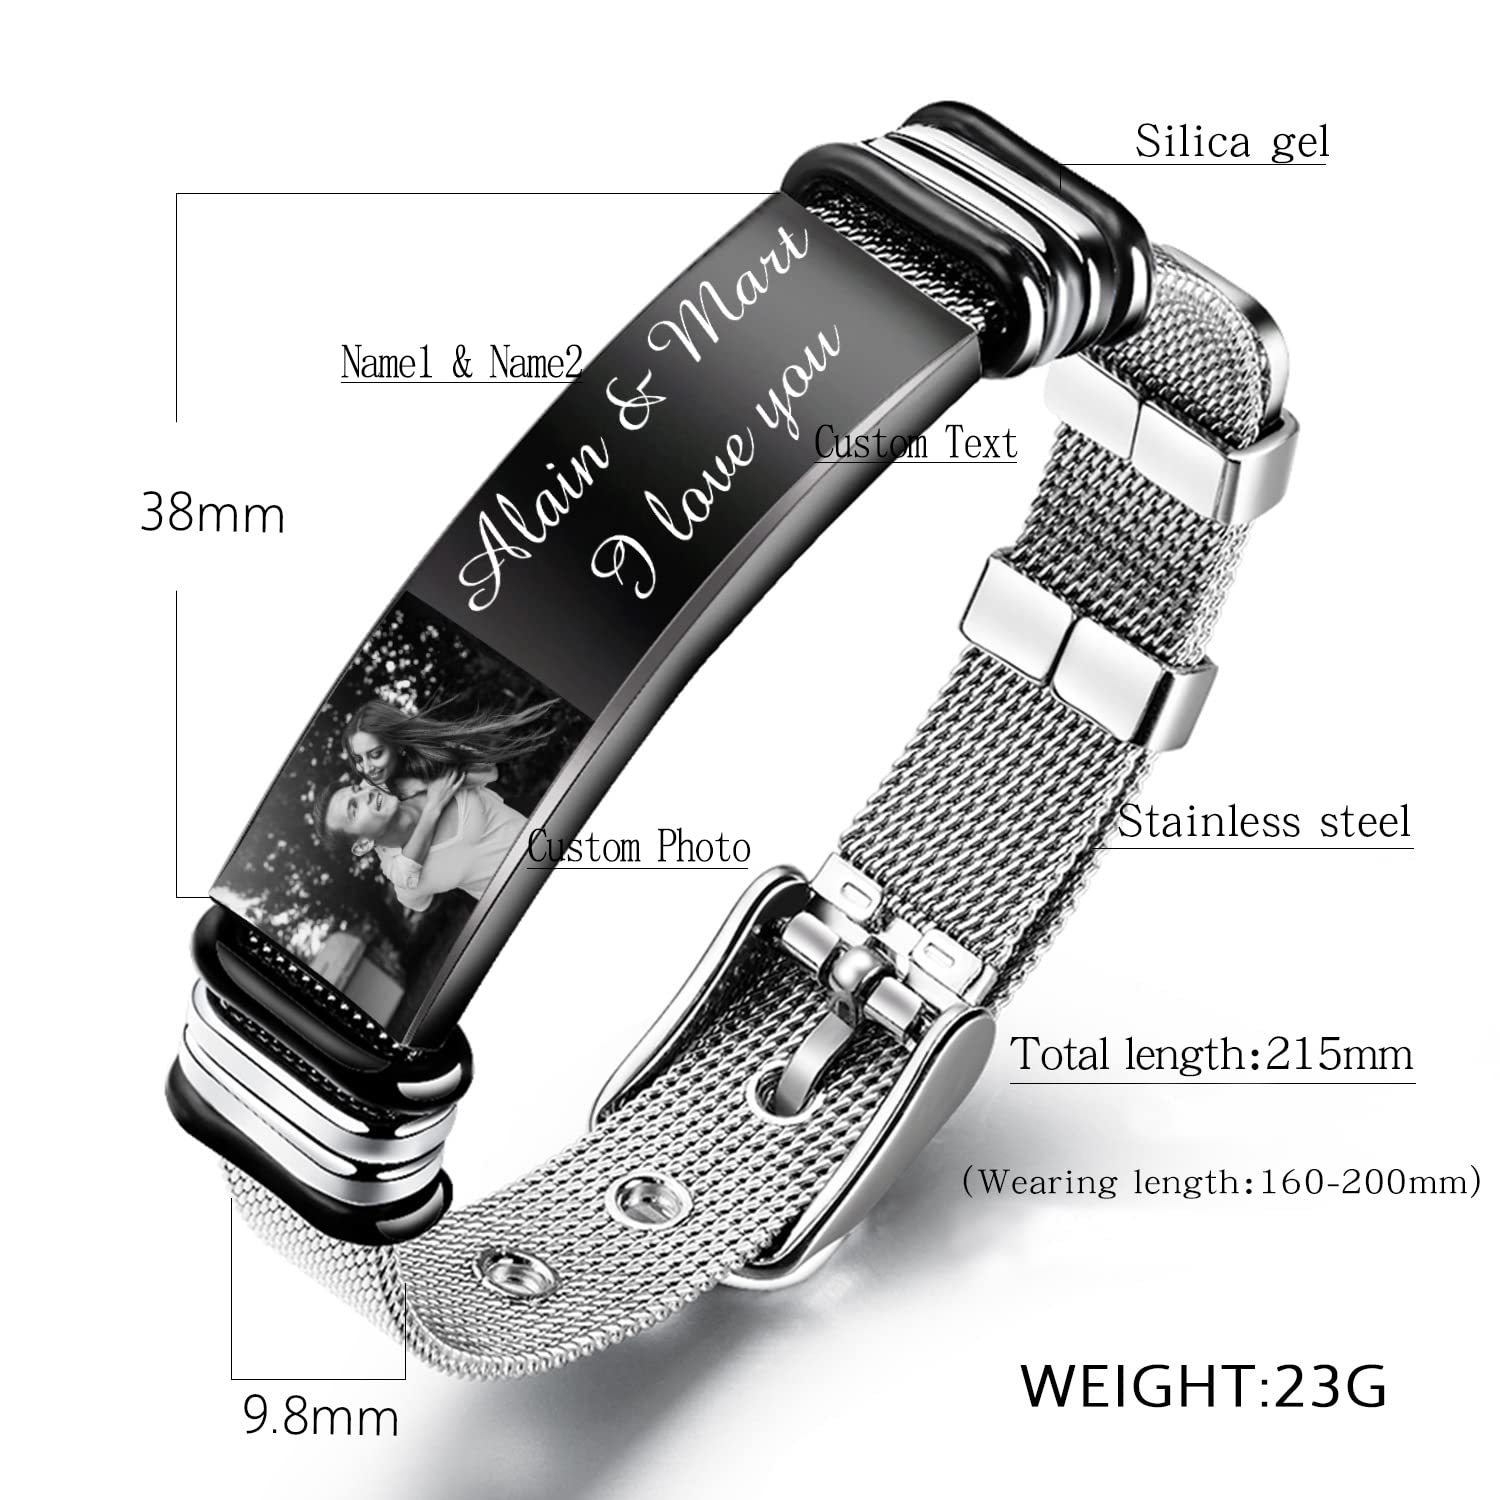 Silica gel
Name1 & Name2
Alain & Mart
I love you
Custom Text
38mm
Custom Photo
Stainless steel
Total length:215mm
(Wearing length:160-200mm)
WEIGHT:23G
9.8mm